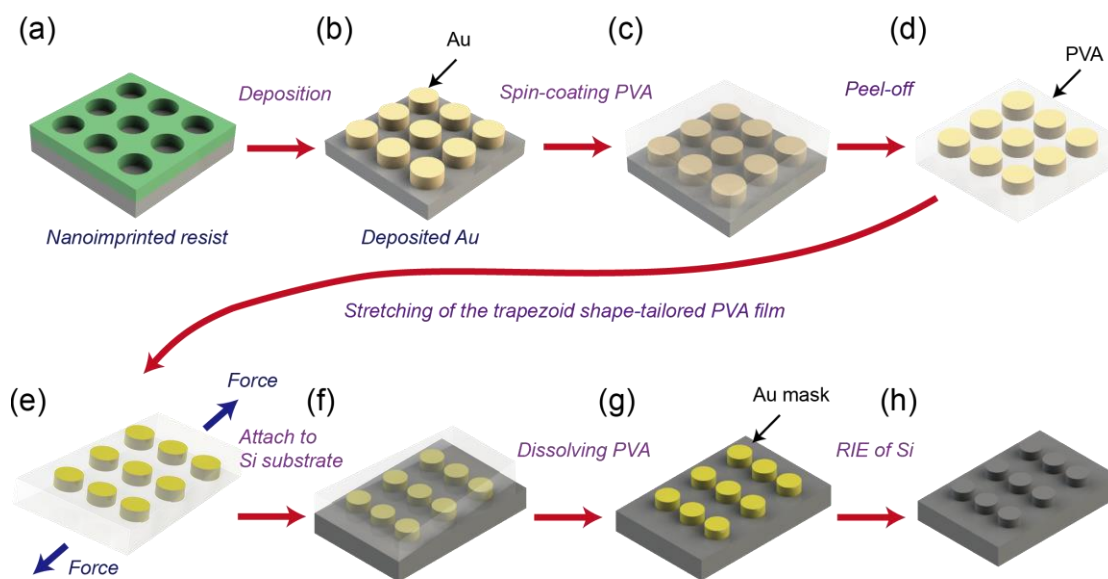 (a)
(b)
(c)
(d)
Au
PVA
Deposition
Spin-coating PVA
Peel-off
Nanoimprinted resist
Deposited Au
Stretching of the trapezoid shape-tailored PVA film
(e)
(f)
(g)
(h)
Force
Au mask
Attach to
Si substrate
Dissolving PVA
RIE of Si
Force